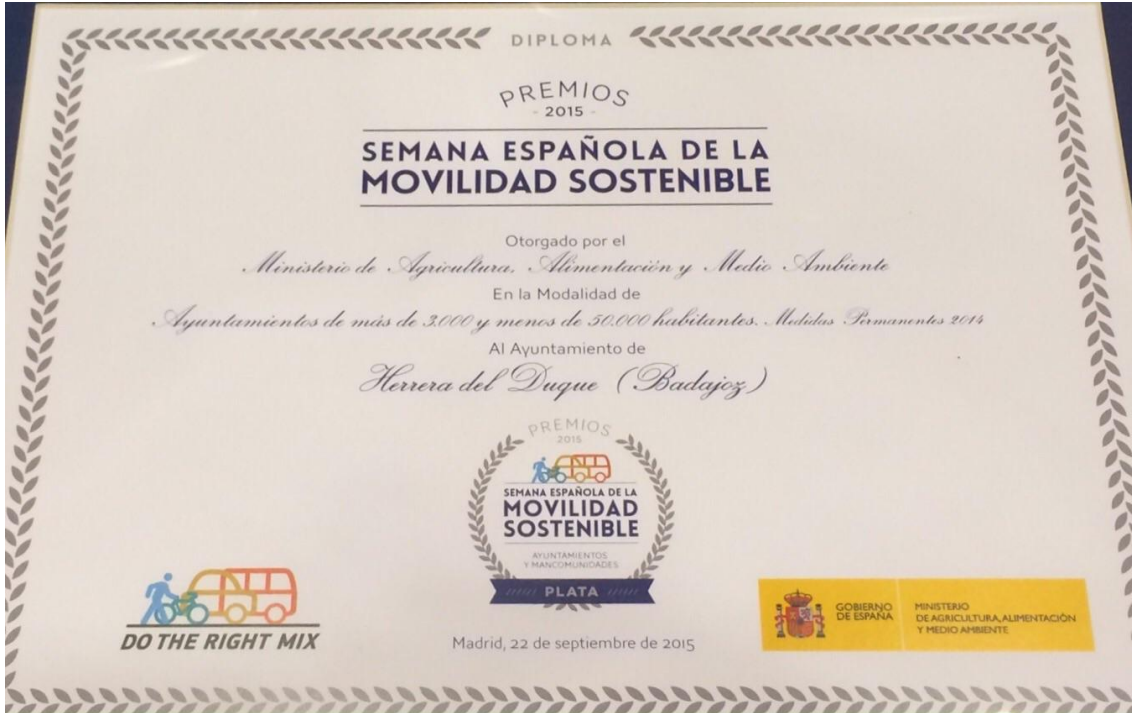 DIPLOMA
PREMIOS
- 2015 -
SEMANA ESPAÑOLA DE LA
MOVILIDAD SOSTENIBLE
Otorgado por el
Ministerio de Agricultura, Alimentación y Medio Ambiente
En la Modalidad de
Ayuntamientos de más de 3.000 y menos de 50.000 habitantes. Medidas Permanentes 2014
Al Ayuntamiento de
Herrera del Duque (Badajoz)
PREMIOS
2015
SEMANA ESPAÑOLA DE LA
MOVILIDAD
SOSTENIBLE
AYUNTAMIENTOS
Y MANCOMUNIDADES
PLATA
DO THE RIGHT MIX
Madrid, 22 de septiembre de 2015
GOBIERNO
DE ESPAÑA
MINISTERIO
DE AGRICULTURA, ALIMENTACIÓN
Y MEDIO AMBIENTE